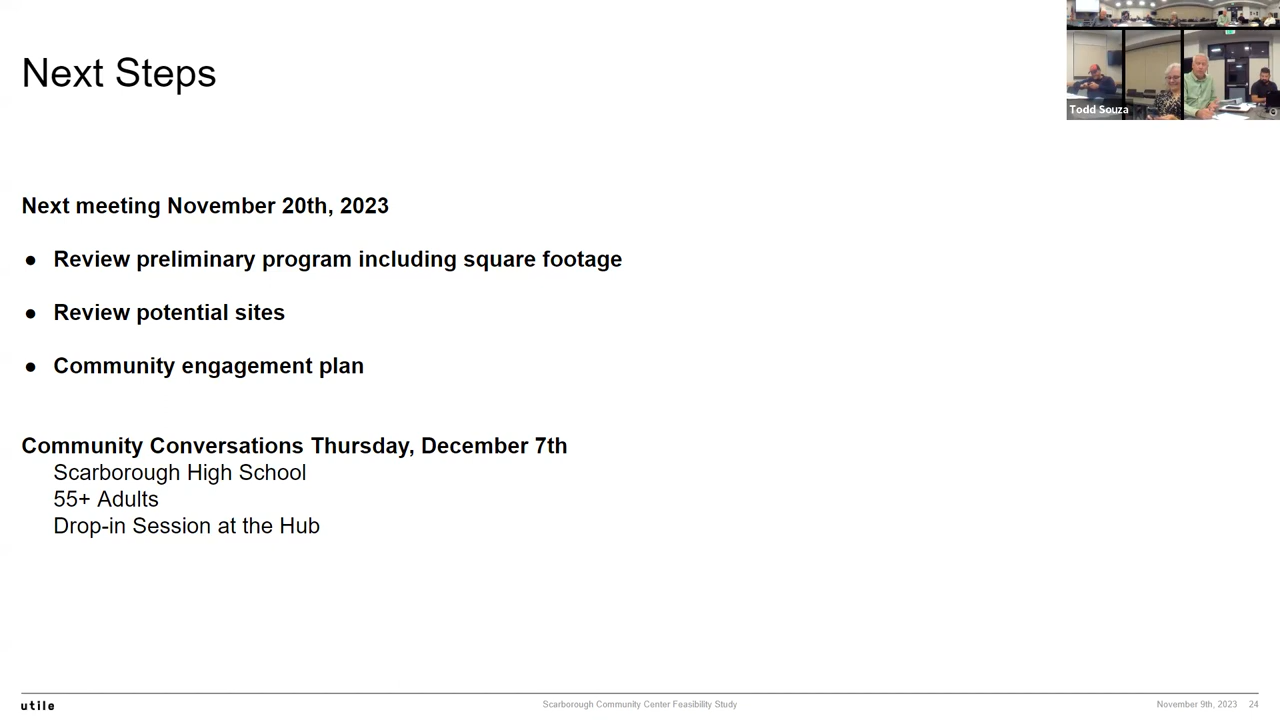 Next Steps
Todd Souza
Next meeting November 20th, 2023
● Review preliminary program including square footage
● Review potential sites
● Community engagement plan
Community Conversations Thursday, December 7th
Scarborough High School
55+ Adults
Drop-in Session at the Hub
utile
Scarborough Community Center Feasibility Study
November 9th, 2023 24